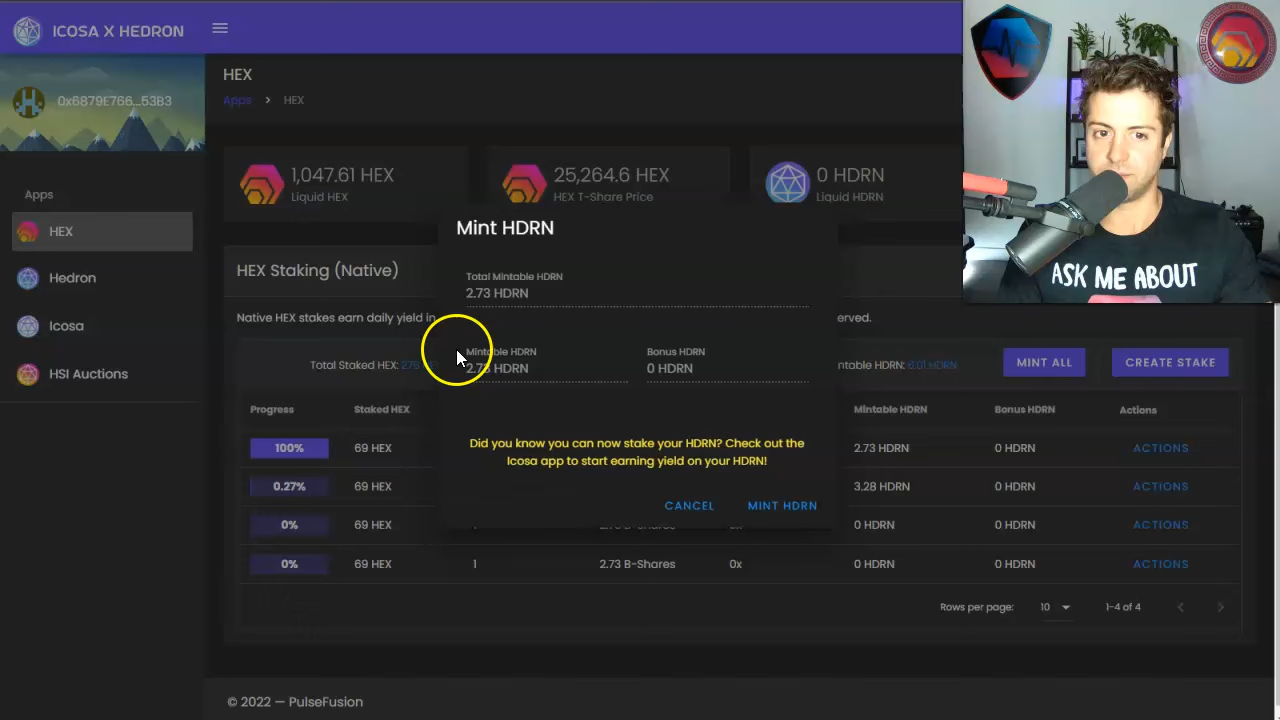 ICOSA X HEDRON
0x6879E766...53B3
Apps
HEX
Hedron
Icosa
HSI Auctions
HEX
Apps > HEX
1,047.61 HEX
Liquid HEX
25,264.6 HEX
HEX T-Share Price
0 HDRN
Liquid HDRN
ASK ME ABOUT
HEX Staking (Native)
Native HEX stakes earn daily yield in
erved.
Total Staked HEX:
ntable HDRN: 6.01 HDRN
MINT ALL
CREATE STAKE
Mint HDRN
Total Mintable HDRN
2.73 HDRN
Mintable HDRN
2.73 HDRN
Bonus HDRN
0 HDRN
Did you know you can now stake your HDRN? Check out the
Icosa app to start earning yield on your HDRN!
CANCEL
MINT HDRN
Progress Staked HEX Mintable HDRN Bonus HDRN Actions
100% 69 HEX 2.73 HDRN 0 HDRN ACTIONS
0.27% 69 HEX 3.28 HDRN 0 HDRN ACTIONS
0% 69 HEX 0 HDRN 0 HDRN ACTIONS
0% 69 HEX 1 2.73 B-Shares 0x 0 HDRN 0 HDRN ACTIONS
Rows per page: 10 1-4 of 4
© 2022 — PulseFusion